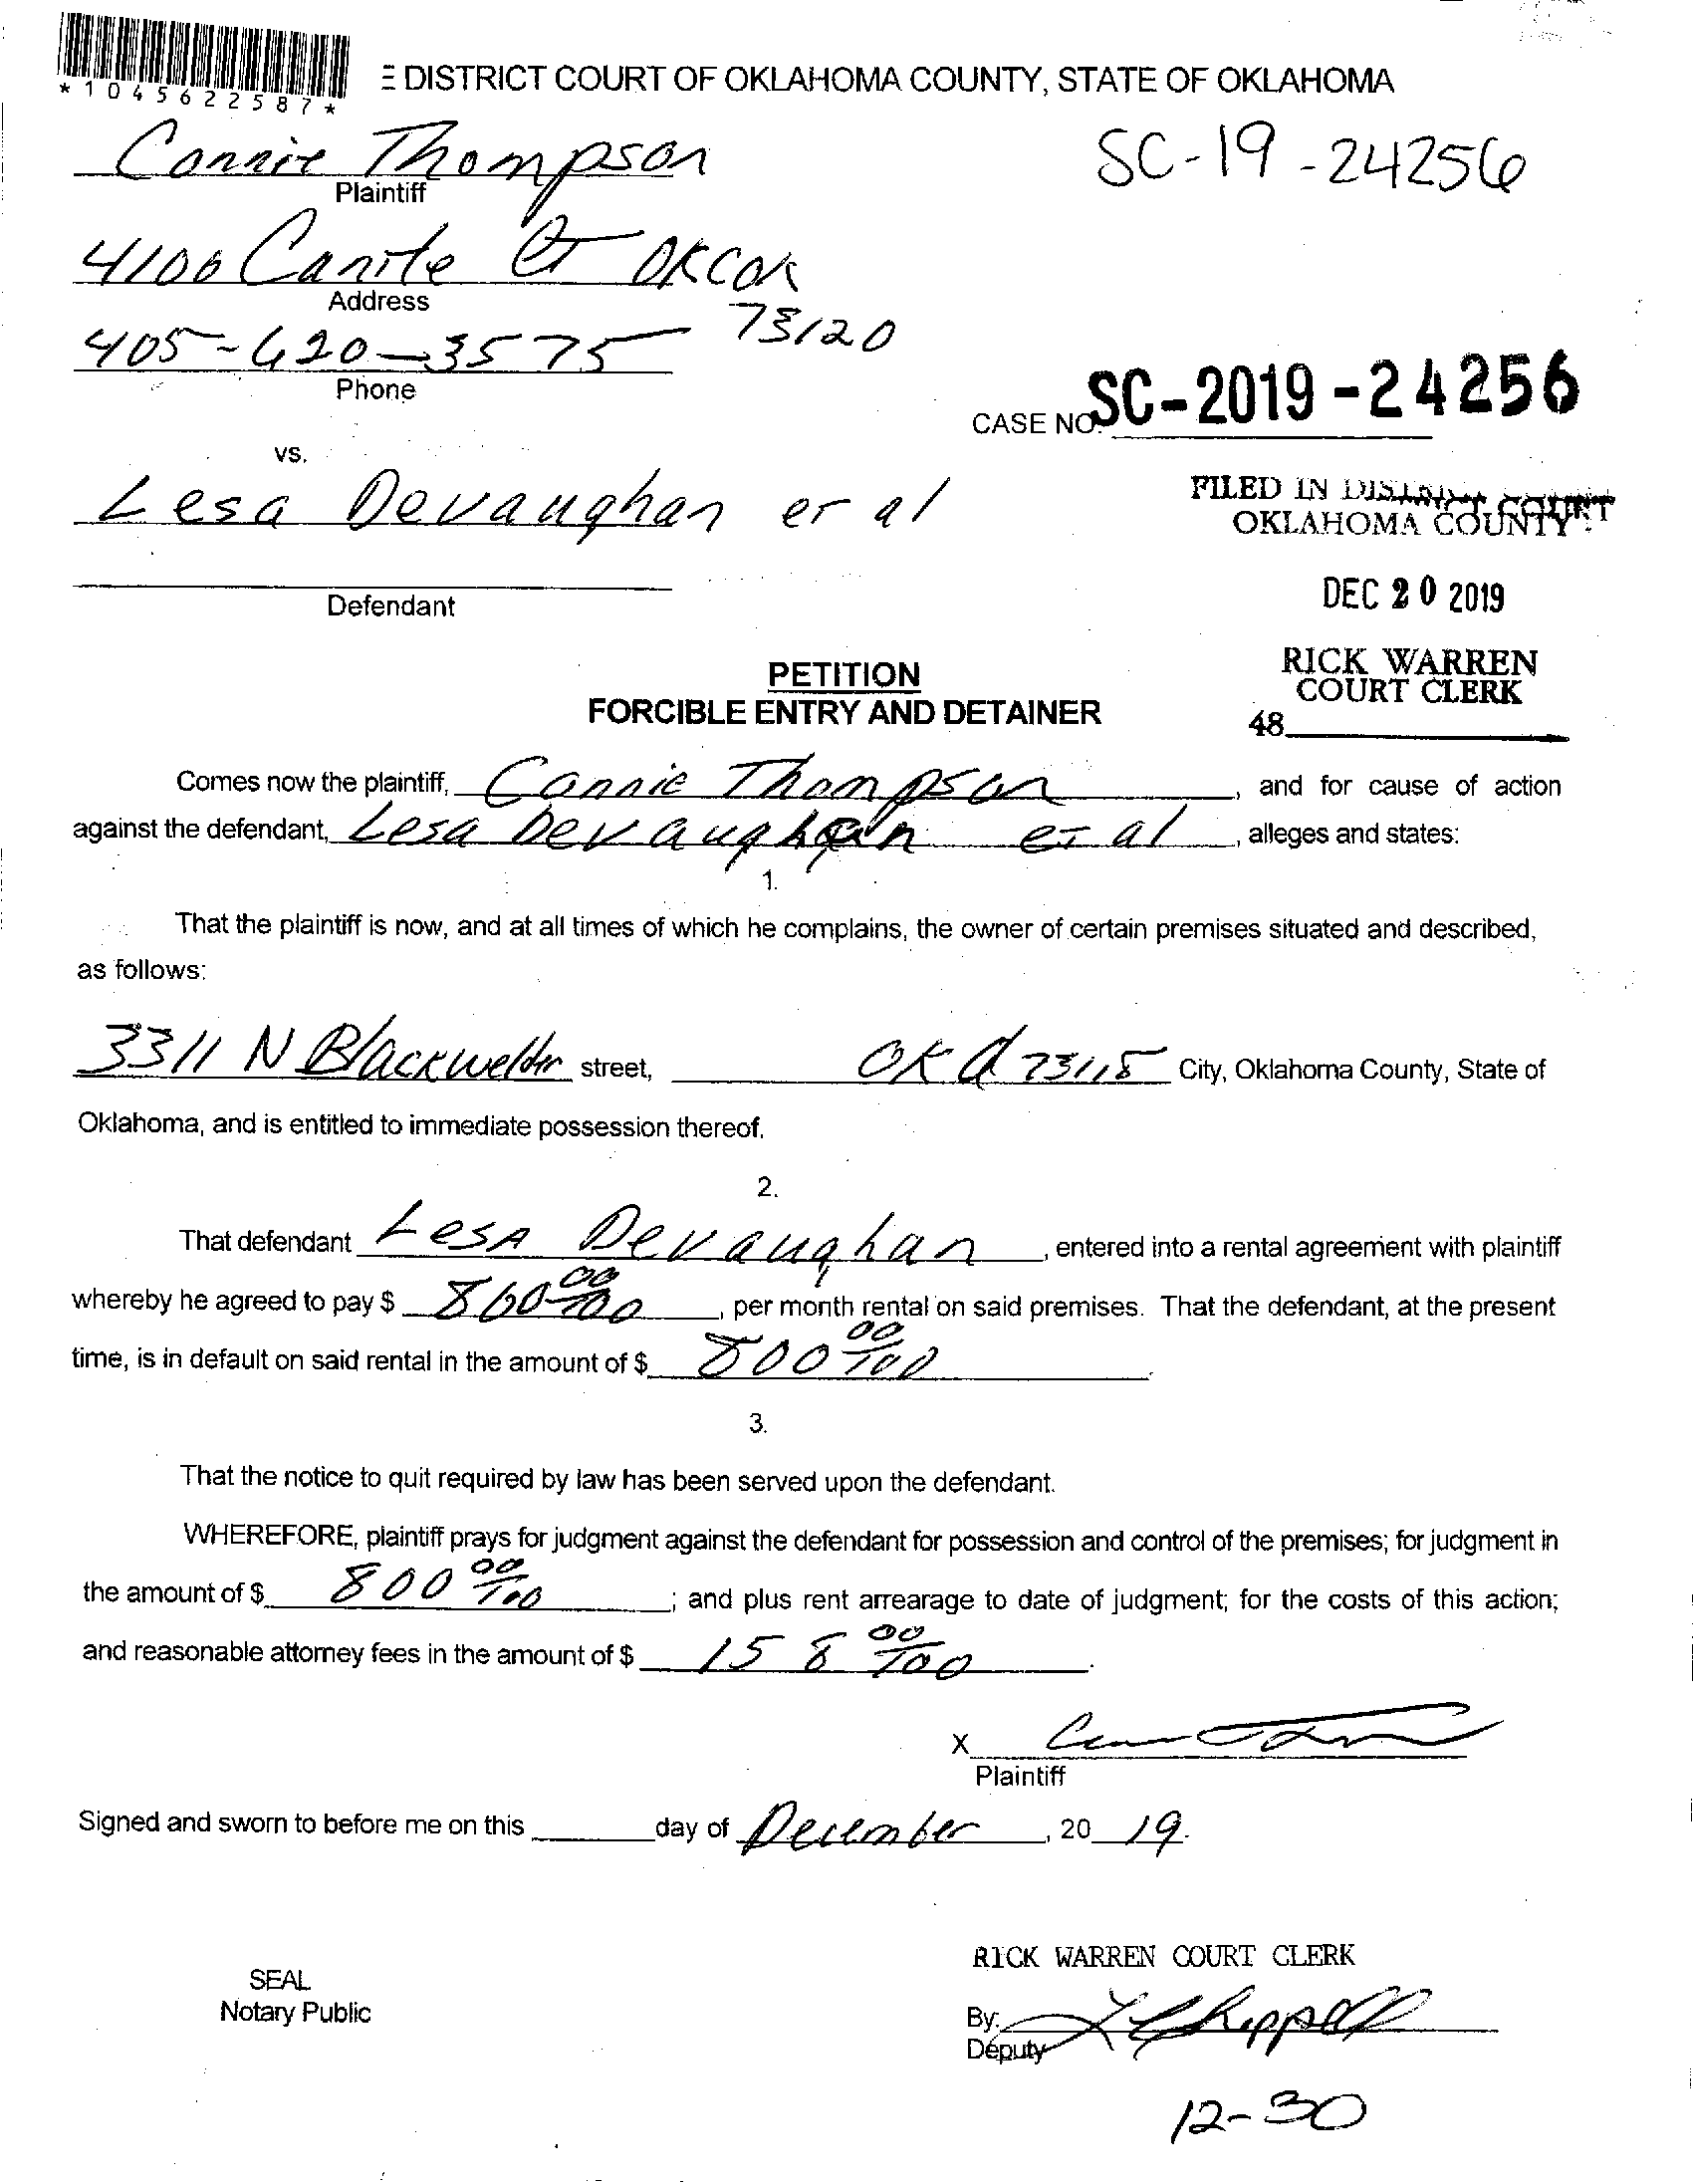 *1045622587*
E DISTRICT COURT OF OKLAHOMA COUNTY, STATE OF OKLAHOMA
Connie Thompson
Plaintiff
SC-19-24256
4100 Canite Ct OKCOK
Address
73120
405-620-3575
Phone
CASE NO. SC-2019-24256
vs.
Lesa Devaughan et al
FILED IN DISTRICT COURT
OKLAHOMA COUNTY
Defendant
DEC 20 2019
RICK WARREN
COURT CLERK
48
PETITION
FORCIBLE ENTRY AND DETAINER
Comes now the plaintiff, Connie Thompson, and for cause of action
against the defendant, Lesa Devaughan et al, alleges and states:
1.
That the plaintiff is now, and at all times of which he complains, the owner of certain premises situated and described,
as follows:
3311 N Blackwelder street, OKC 73118 City, Oklahoma County, State of
Oklahoma, and is entitled to immediate possession thereof.
2.
That defendant Lesa Devaughan, entered into a rental agreement with plaintiff
whereby he agreed to pay $ 800 00/100, per month rental on said premises. That the defendant, at the present
time, is in default on said rental in the amount of $ 800 00/100.
3.
That the notice to quit required by law has been served upon the defendant.
WHEREFORE, plaintiff prays for judgment against the defendant for possession and control of the premises; for judgment in
the amount of $ 800 00/100; and plus rent arrearage to date of judgment; for the costs of this action;
and reasonable attorney fees in the amount of $ 158 00/100.
X
Plaintiff
Signed and sworn to before me on this day of December, 20 19.
RICK WARREN COURT CLERK
SEAL
Notary Public
By:
Deputy
12-30